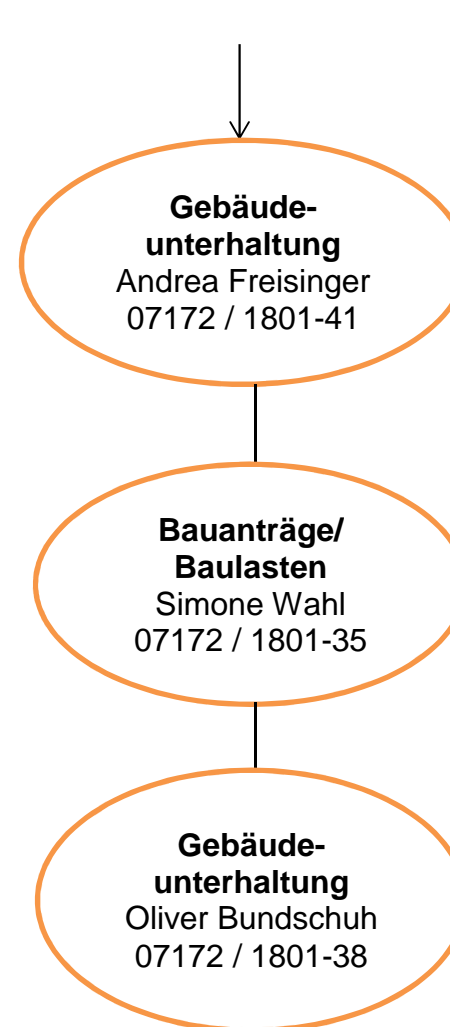 Gebäude-
unterhaltung
Andrea Freisinger
07172 / 1801-41
Bauanträge/
Baulasten
Simone Wahl
07172 / 1801-35
Gebäude-
unterhaltung
Oliver Bundschuh
07172 / 1801-38